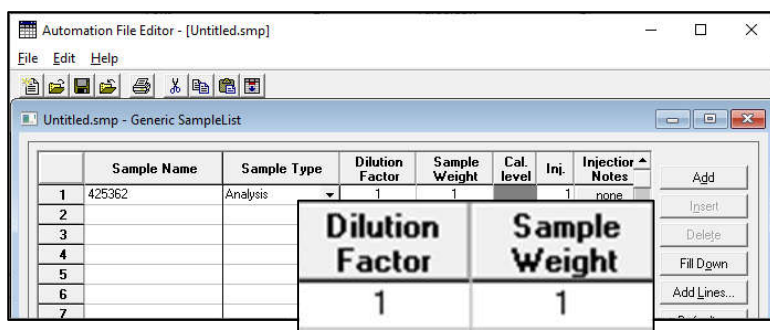 Automation File Editor - [Untitled.smp]
File Edit Help
Untitled.smp - Generic SampleList
Sample Name Sample Type Dilution Factor Sample Weight Cal. level Inj. Injection Notes
1 425362 Analysis 1 1 1 none
2
3
4
5
6
7
Dilution Factor Sample Weight
1 1
Add
Insert
Delete
Fill Down
Add Lines...